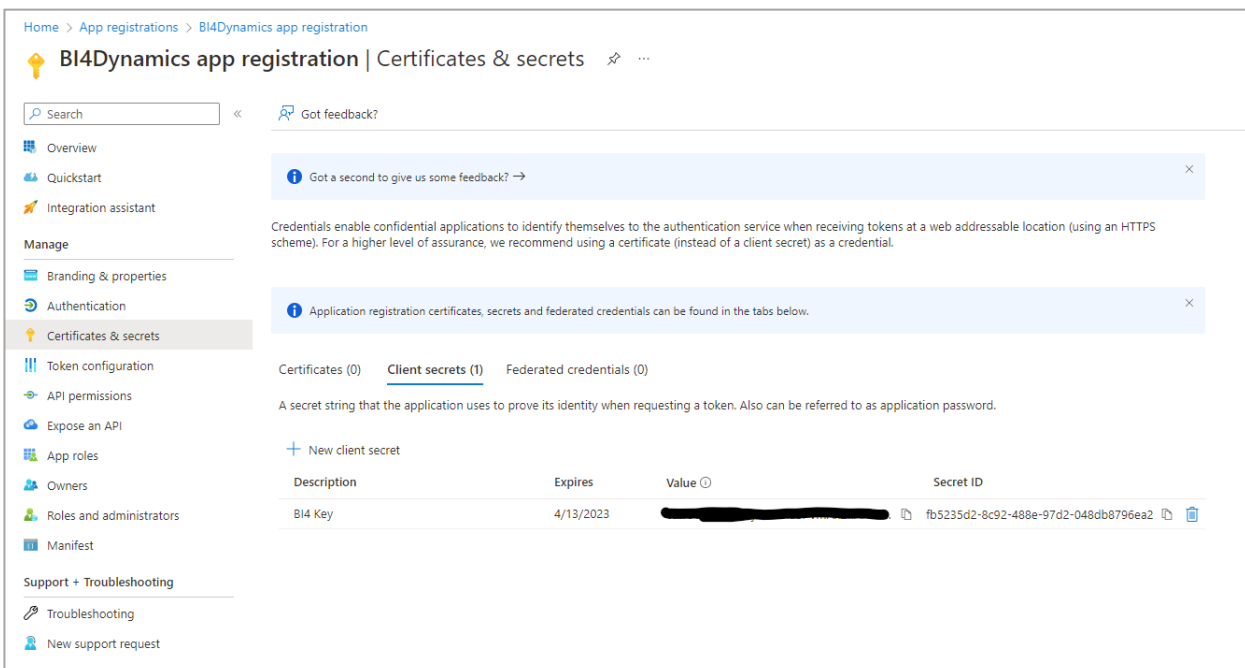 Home > App registrations > BI4Dynamics app registration
BI4Dynamics app registration | Certificates & secrets
Search
Got feedback?
Overview
Quickstart
Integration assistant
Got a second to give us some feedback? →
Credentials enable confidential applications to identify themselves to the authentication service when receiving tokens at a web addressable location (using an HTTPS
scheme). For a higher level of assurance, we recommend using a certificate (instead of a client secret) as a credential.
Manage
Branding & properties
Authentication
Certificates & secrets
Token configuration
API permissions
Expose an API
App roles
Owners
Roles and administrators
Manifest
Support + Troubleshooting
Troubleshooting
New support request
Application registration certificates, secrets and federated credentials can be found in the tabs below.
Certificates (0) Client secrets (1) Federated credentials (0)
A secret string that the application uses to prove its identity when requesting a token. Also can be referred to as application password.
New client secret
Description Expires Value Secret ID
BI4 Key 4/13/2023 fb5235d2-8c92-488e-97d2-048db8796ea2